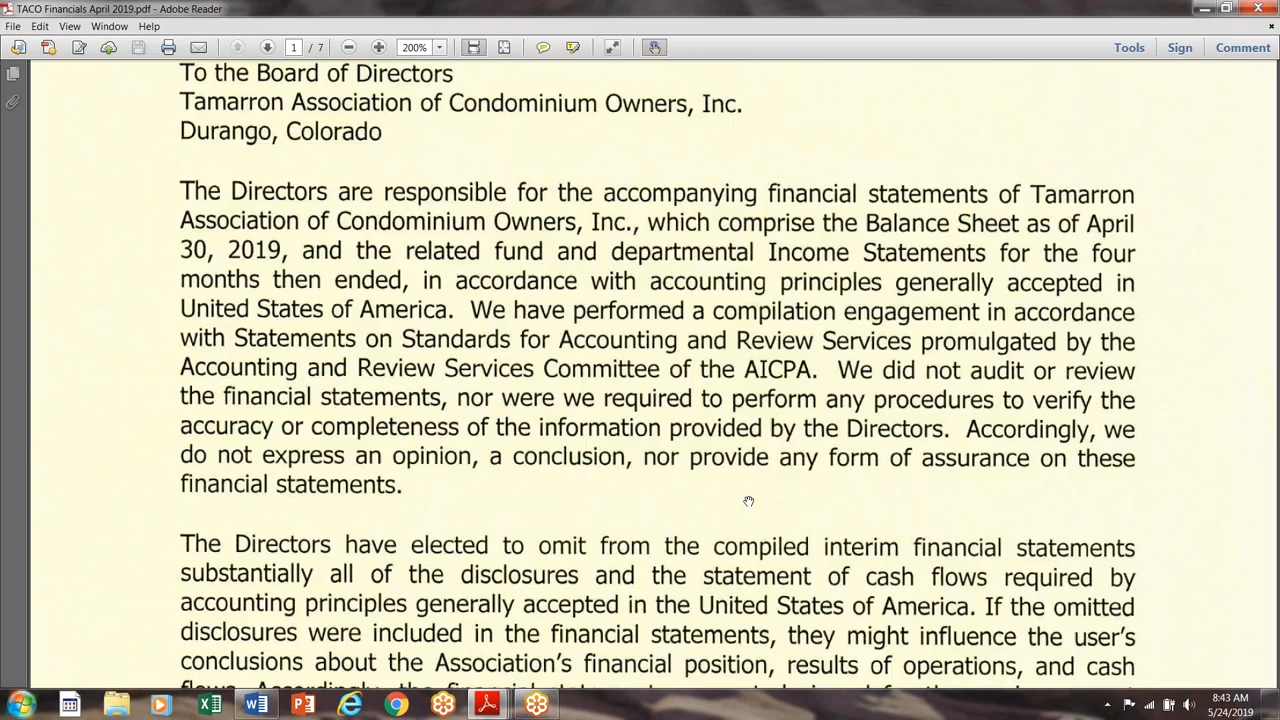 TACO Financials April 2019.pdf - Adobe Reader
File Edit View Window Help
1 / 7 200% Tools Sign Comment
To the Board of Directors
Tamarron Association of Condominium Owners, Inc.
Durango, Colorado
The Directors are responsible for the accompanying financial statements of Tamarron
Association of Condominium Owners, Inc., which comprise the Balance Sheet as of April
30, 2019, and the related fund and departmental Income Statements for the four
months then ended, in accordance with accounting principles generally accepted in
United States of America. We have performed a compilation engagement in accordance
with Statements on Standards for Accounting and Review Services promulgated by the
Accounting and Review Services Committee of the AICPA. We did not audit or review
the financial statements, nor were we required to perform any procedures to verify the
accuracy or completeness of the information provided by the Directors. Accordingly, we
do not express an opinion, a conclusion, nor provide any form of assurance on these
financial statements.
The Directors have elected to omit from the compiled interim financial statements
substantially all of the disclosures and the statement of cash flows required by
accounting principles generally accepted in the United States of America. If the omitted
disclosures were included in the financial statements, they might influence the user's
conclusions about the Association's financial position, results of operations, and cash
8:43 AM
5/24/2019